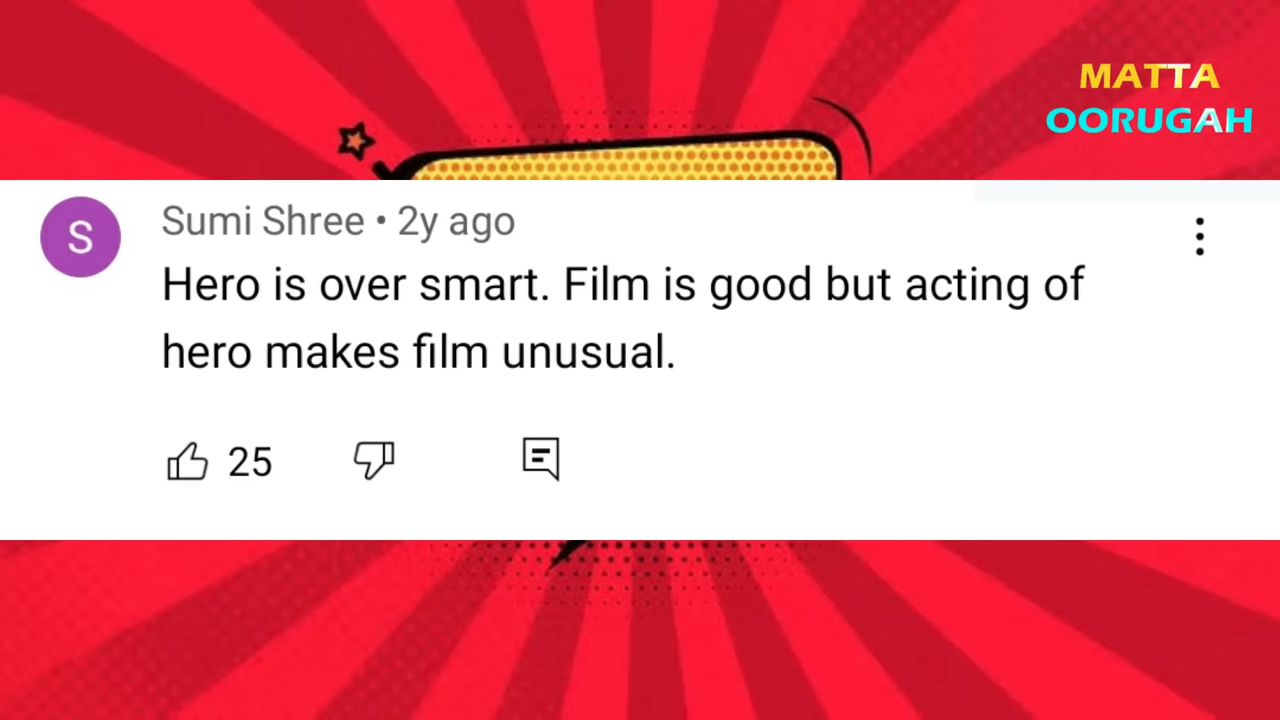 MATTA
OORUGAH
S
Sumi Shree • 2y ago
Hero is over smart. Film is good but acting of
hero makes film unusual.
25